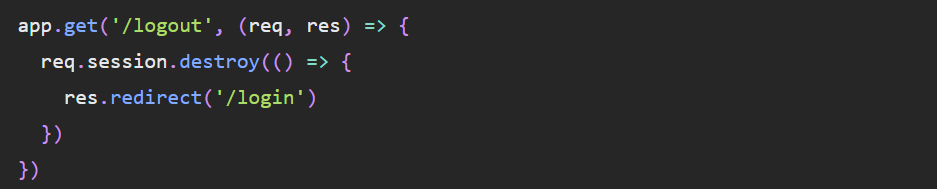 app.get('/logout', (req, res) => {
  req.session.destroy(() => {
    res.redirect('/login')
  })
})